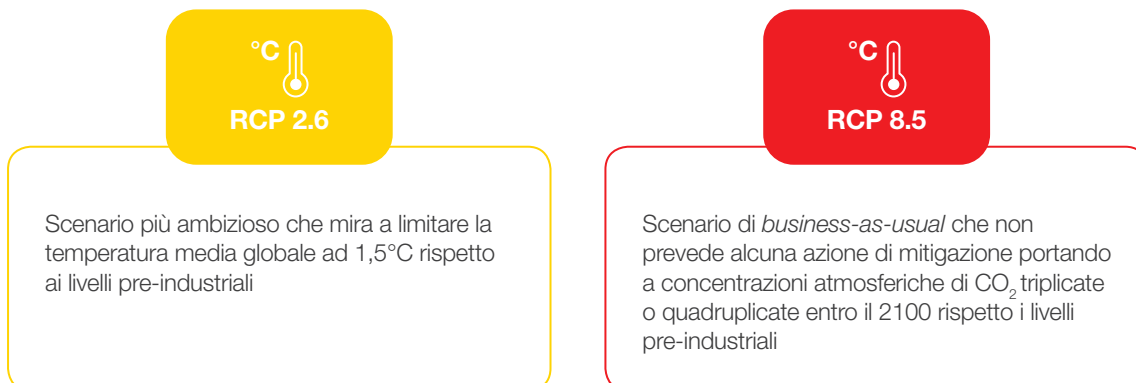 °C
RCP 2.6
Scenario più ambizioso che mira a limitare la
temperatura media globale ad 1,5°C rispetto
ai livelli pre-industriali
°C
RCP 8.5
Scenario di business-as-usual che non
prevede alcuna azione di mitigazione portando
a concentrazioni atmosferiche di CO₂ triplicate
o quadruplicate entro il 2100 rispetto i livelli
pre-industriali